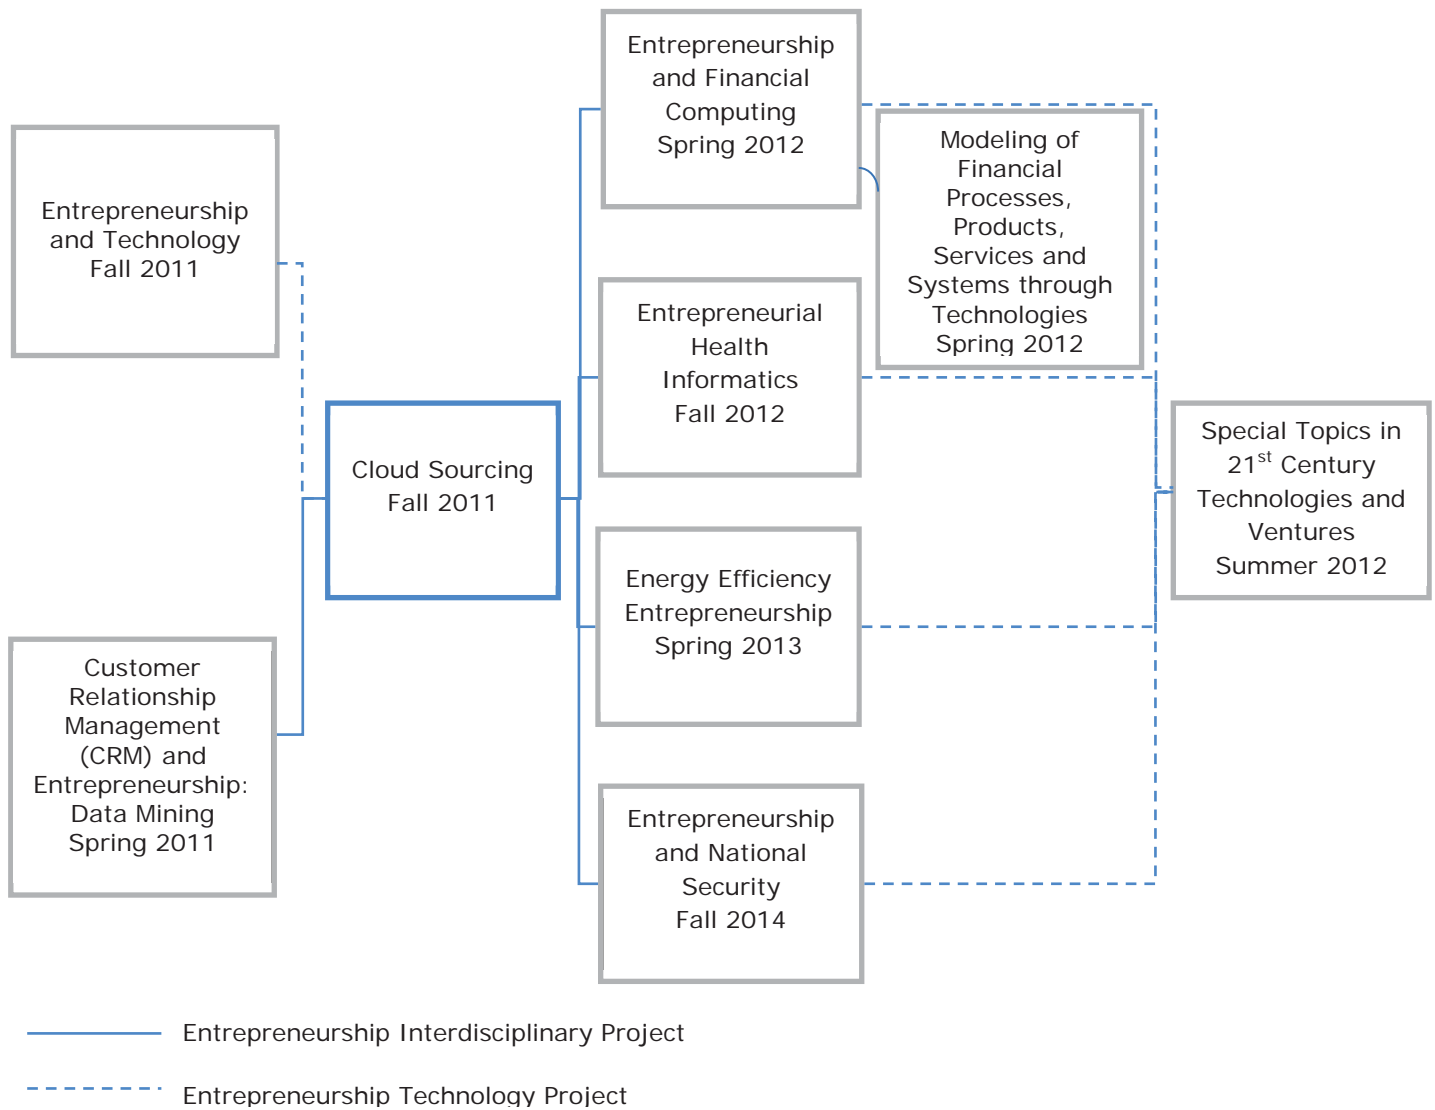 Entrepreneurship
and Technology
Fall 2011
Customer
Relationship
Management
(CRM) and
Entrepreneurship:
Data Mining
Spring 2011
Cloud Sourcing
Fall 2011
Entrepreneurship
and Financial
Computing
Spring 2012
Modeling of
Financial
Processes,
Products,
Services and
Systems through
Technologies
Spring 2012
Entrepreneurial
Health
Informatics
Fall 2012
Energy Efficiency
Entrepreneurship
Spring 2013
Entrepreneurship
and National
Security
Fall 2014
Special Topics in
21st Century
Technologies and
Ventures
Summer 2012
Entrepreneurship Interdisciplinary Project
Entrepreneurship Technology Project